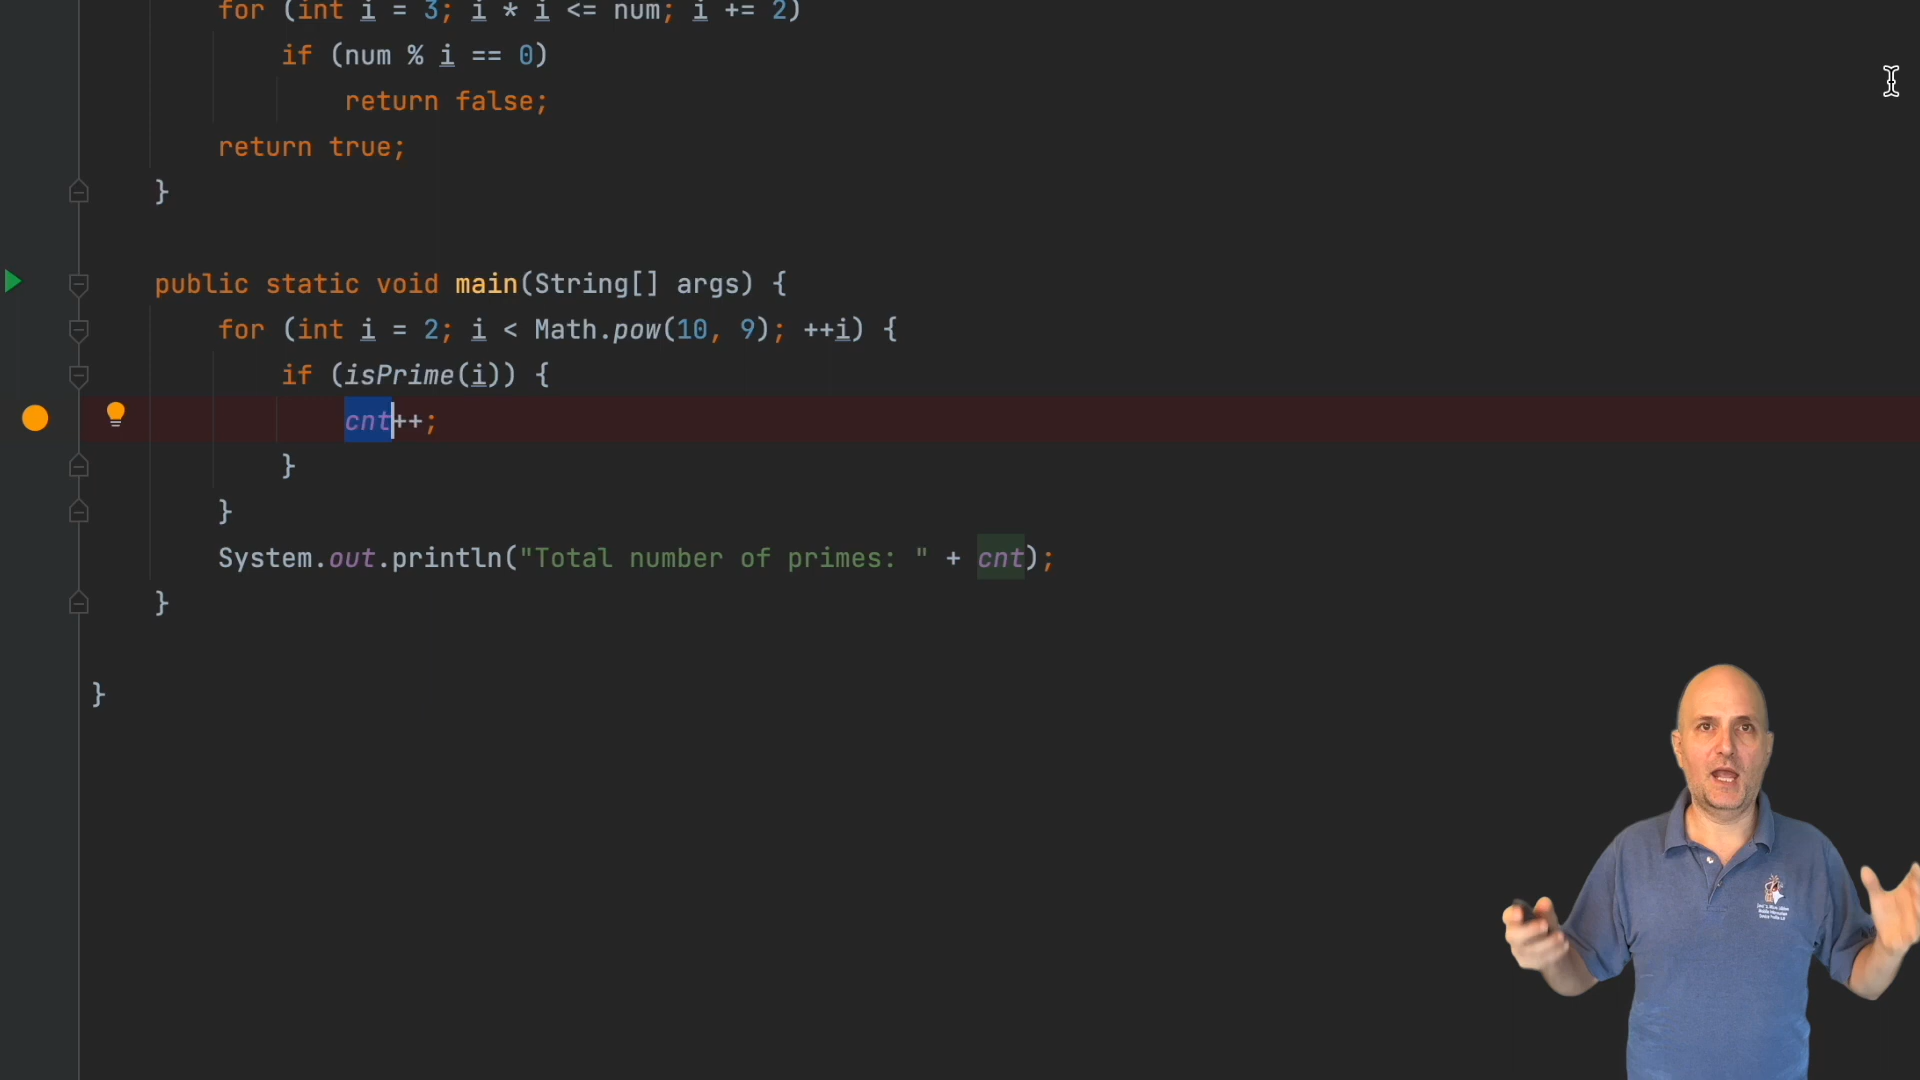 for (int i = 3; i * i <= num; i += 2)
if (num % i == 0)
return false;
return true;
}
public static void main(String[] args) {
for (int i = 2; i < Math.pow(10, 9); ++i) {
if (isPrime(i)) {
cnt++;
}
}
System.out.println("Total number of primes: " + cnt);
}
}